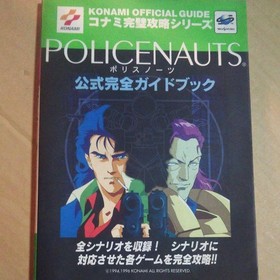 KONAMI OFFICIAL GUIDE
コナミ完璧攻略シリーズ
KONAMI
POLICENAUTS®
ポリスノーツ
公式完全ガイドブック
全シナリオを収録! シナリオに
対応させた各ゲームを完全攻略!!
©1994,1996 KONAMI ALL RIGHTS RESERVED